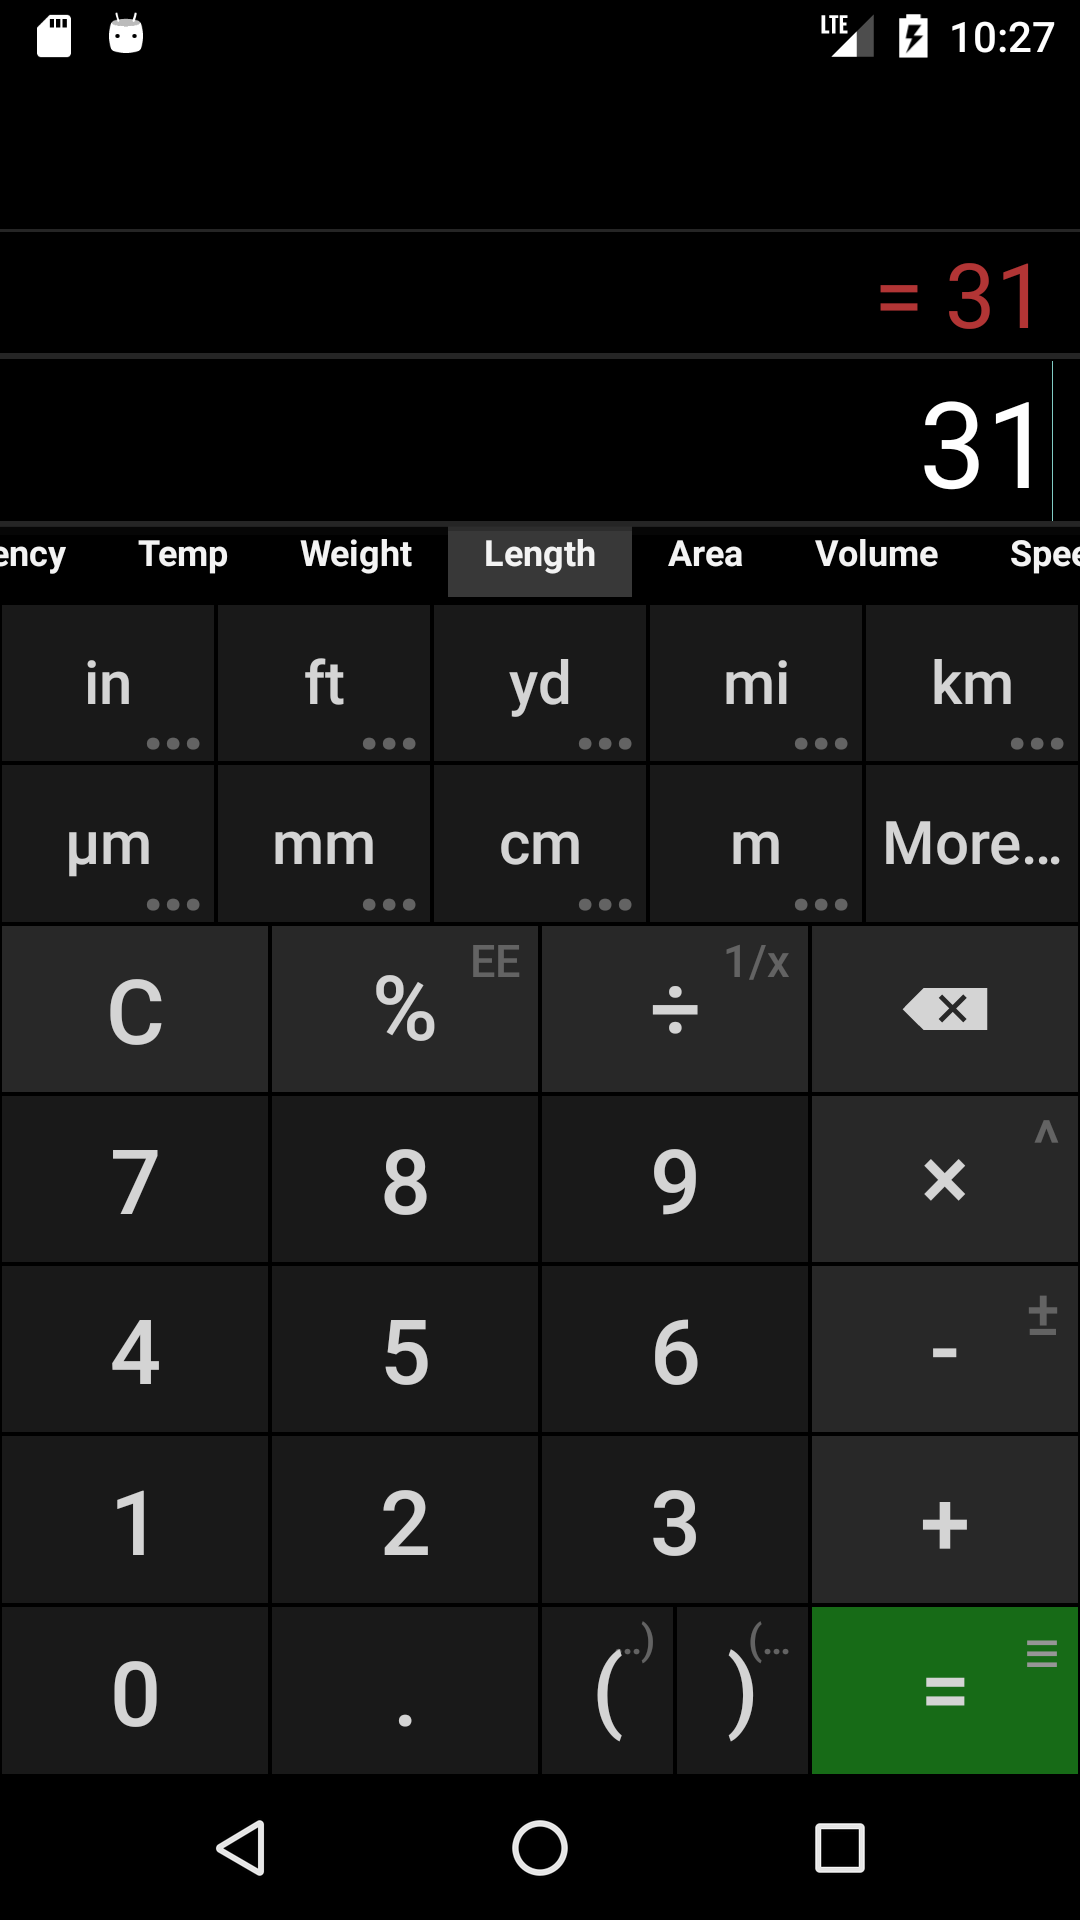 LTE 10:27
= 31
31
ency Temp Weight Length Area Volume Spee
in ft yd mi km
µm mm cm m More...
C % EE ÷ 1/x
7 8 9 × ^
4 5 6 - ±
1 2 3 +
0 . ( ..) ) (... =